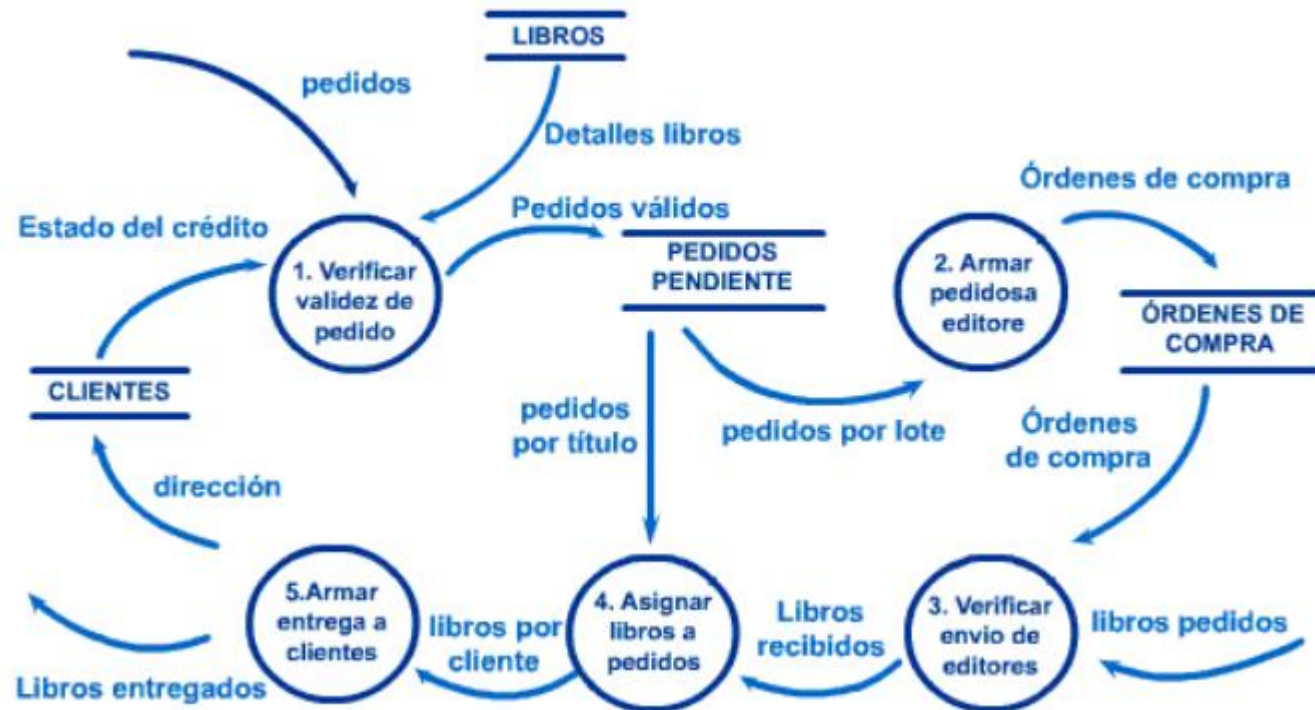 LIBROS
pedidos
Detalles libros
Órdenes de compra
Estado del crédito
Pedidos válidos
1. Verificar
validez de
pedido
PEDIDOS
PENDIENTE
2. Armar
pedidosa
editore
ÓRDENES DE
COMPRA
CLIENTES
pedidos
por título
pedidos por lote
Órdenes
de compra
dirección
5.Armar
entrega a
clientes
libros por
cliente
4. Asignar
libros a
pedidos
Libros
recibidos
3. Verificar
envio de
editores
libros pedidos
Libros entregados